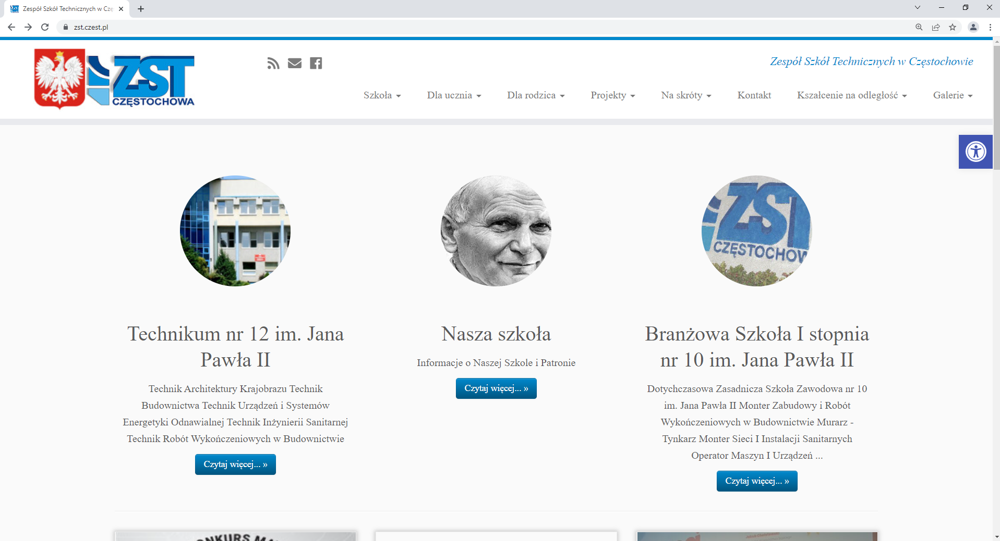 Zespół Szkół Technicznych w Czę
zst.czest.pl
ZST
CZĘSTOCHOWA
Zespół Szkół Technicznych w Częstochowie
Szkoła
Dla ucznia
Dla rodzica
Projekty
Na skróty
Kontakt
Kszałcenie na odległość
Galerie
ZST
CZĘSTOCHOW
Technikum nr 12 im. Jana
Pawła II
Technik Architektury Krajobrazu Technik
Budownictwa Technik Urządzeń i Systemów
Energetyki Odnawialnej Technik Inżynierii Sanitarnej
Technik Robót Wykończeniowych w Budownictwie
Czytaj więcej... »
Nasza szkoła
Informacje o Naszej Szkole i Patronie
Czytaj więcej... »
Branżowa Szkoła I stopnia
nr 10 im. Jana Pawła II
Dotychczasowa Zasadnicza Szkoła Zawodowa nr 10
im. Jana Pawła II Monter Zabudowy i Robót
Wykończeniowych w Budownictwie Murarz -
Tynkarz Monter Sieci I Instalacji Sanitarnych
Operator Maszyn I Urządzeń ...
Czytaj więcej... »